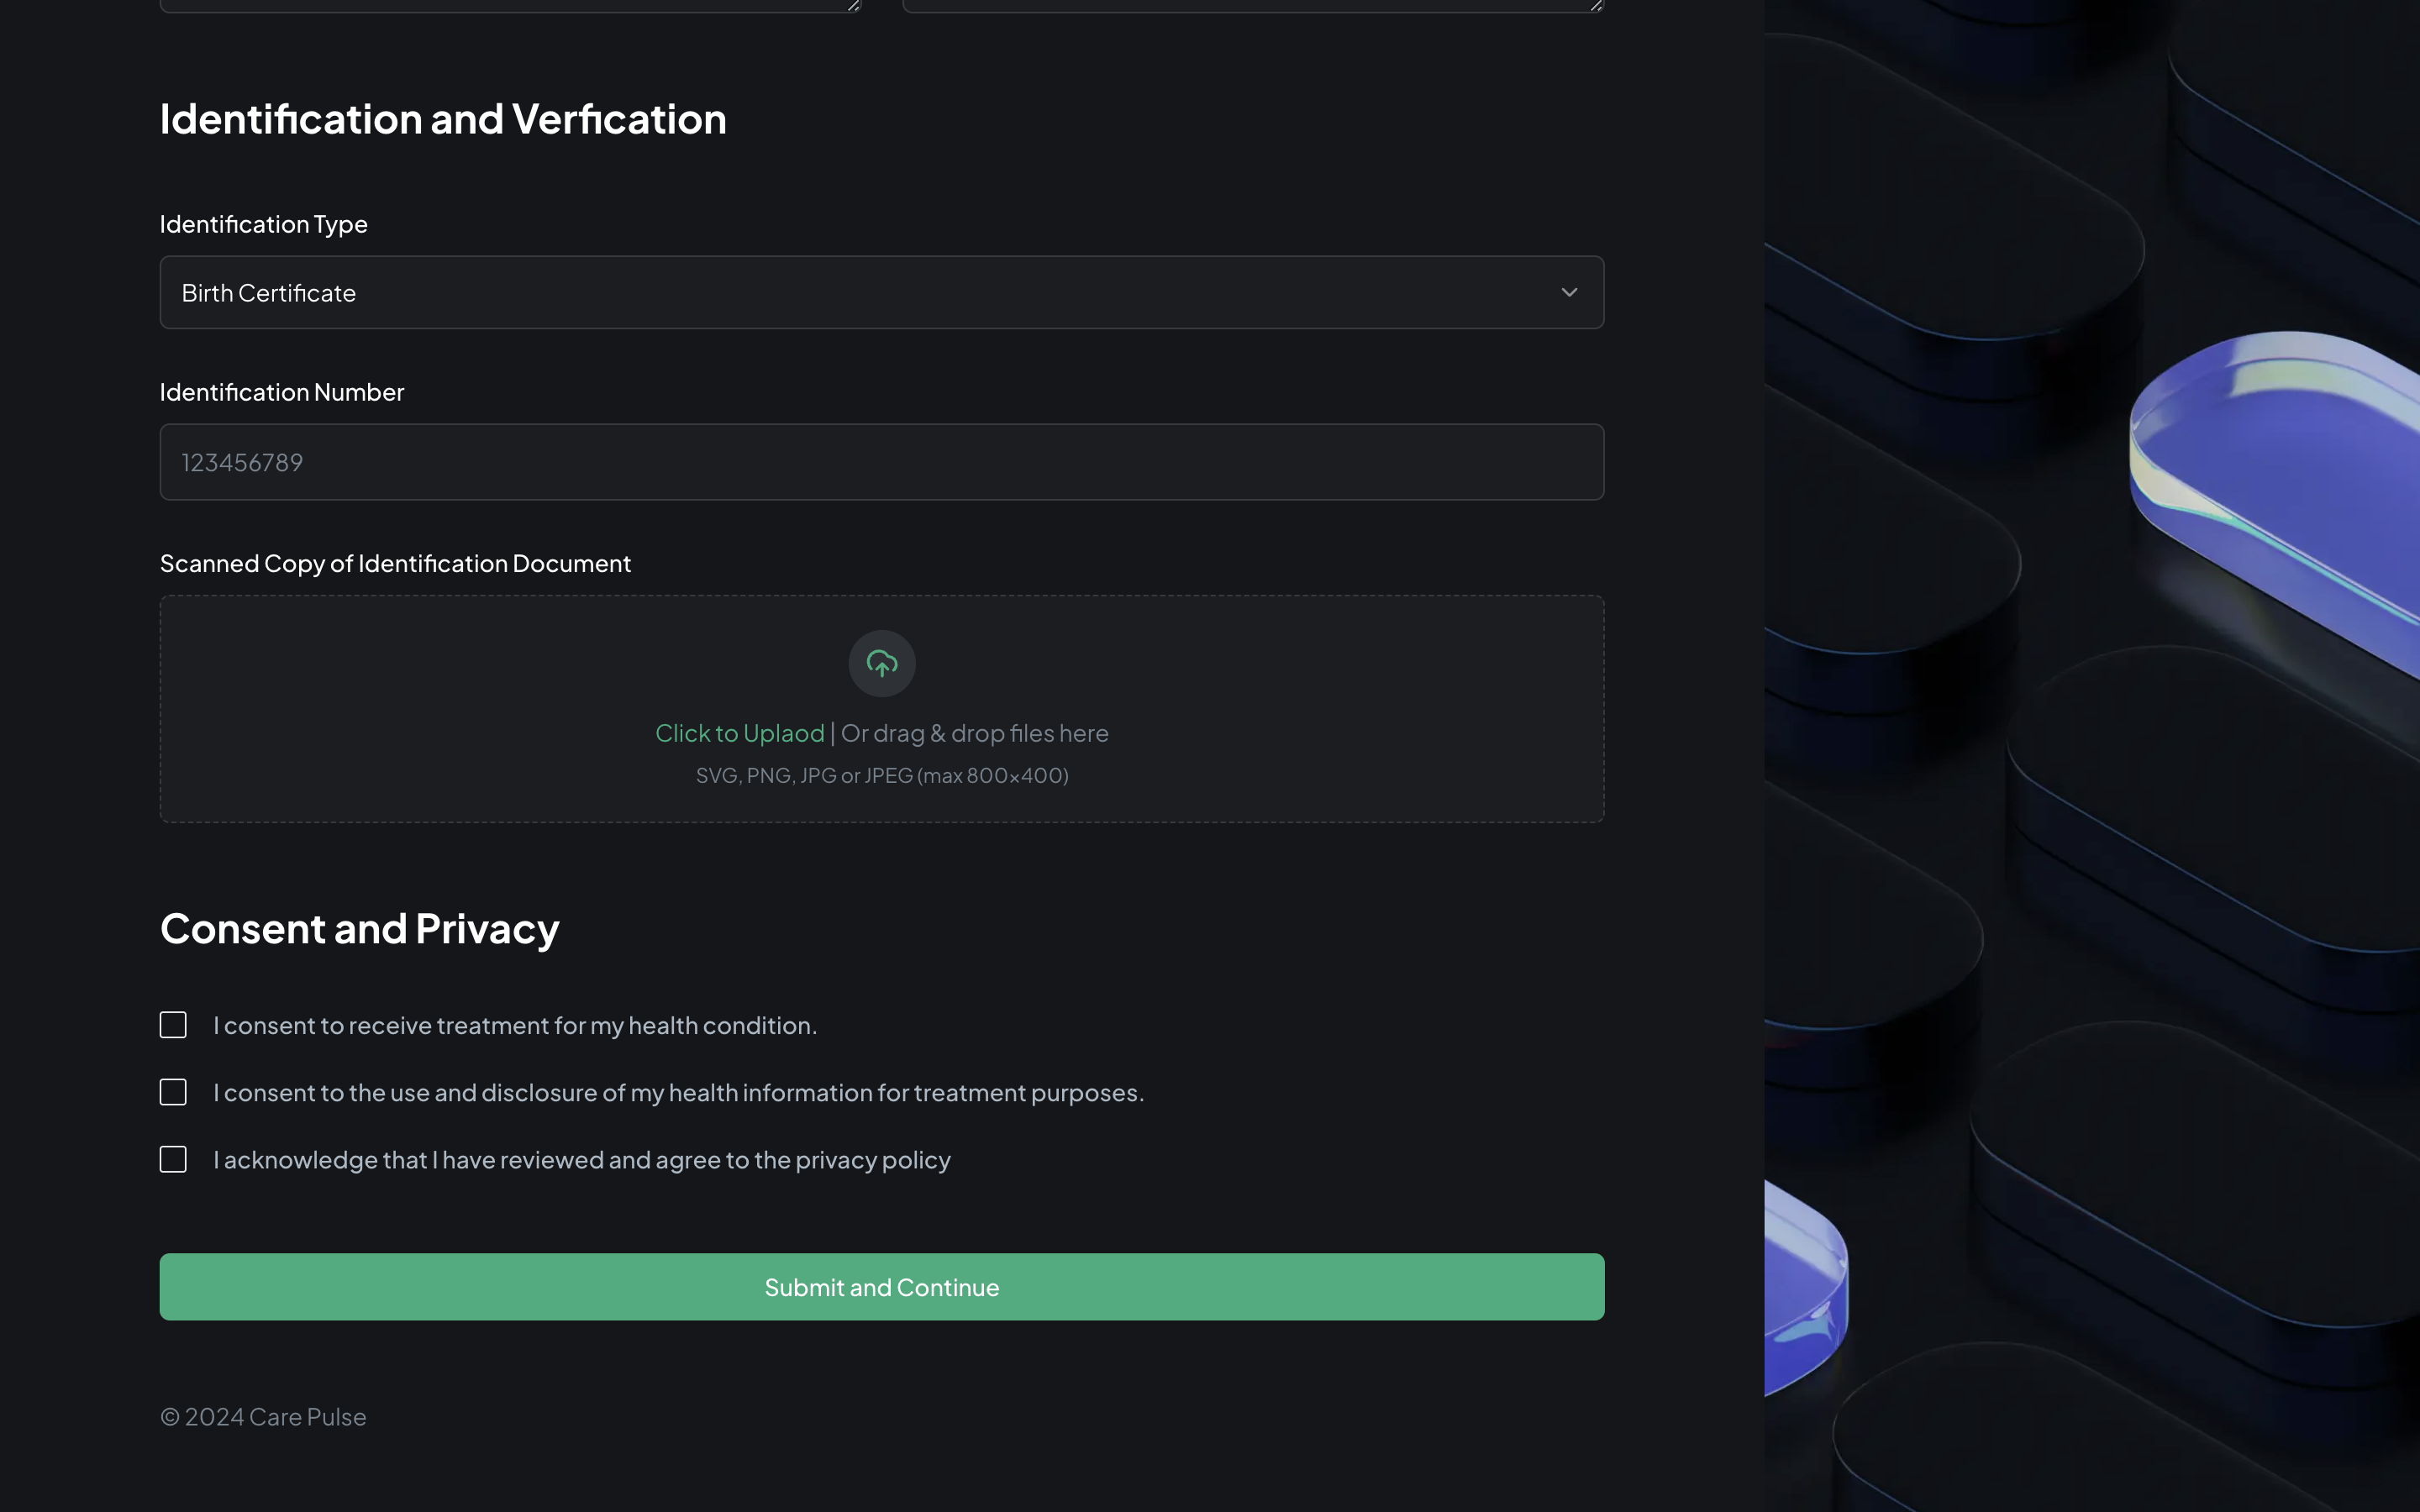 Identification and Verfication
Identification Type
Birth Certificate
Identification Number
123456789
Scanned Copy of Identification Document
Click to Uplaod | Or drag & drop files here
SVG, PNG, JPG or JPEG (max 800×400)
Consent and Privacy
I consent to receive treatment for my health condition.
I consent to the use and disclosure of my health information for treatment purposes.
I acknowledge that I have reviewed and agree to the privacy policy
Submit and Continue
© 2024 Care Pulse